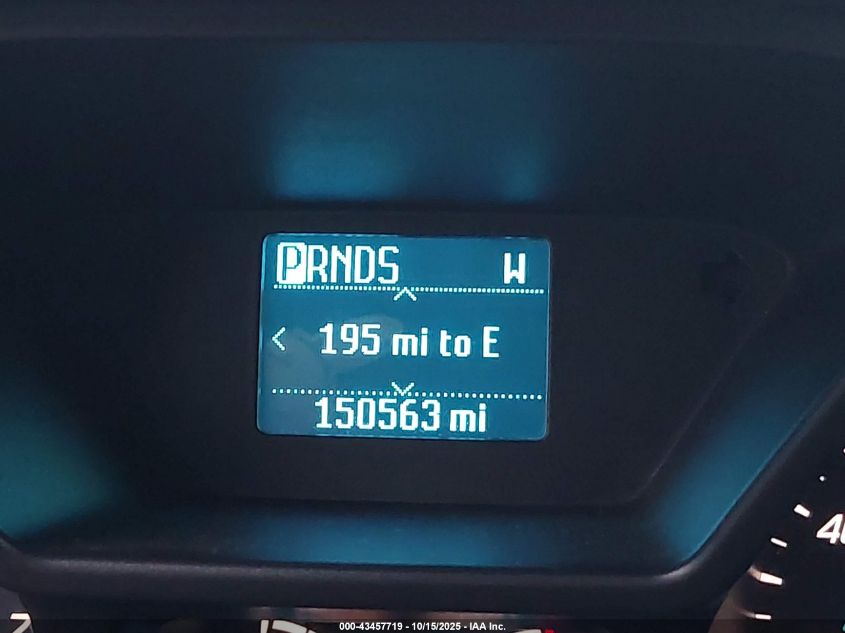 PRNDS W
195 mi to E
150563 mi
000-43457719 - 10/15/2025 - IAA Inc.